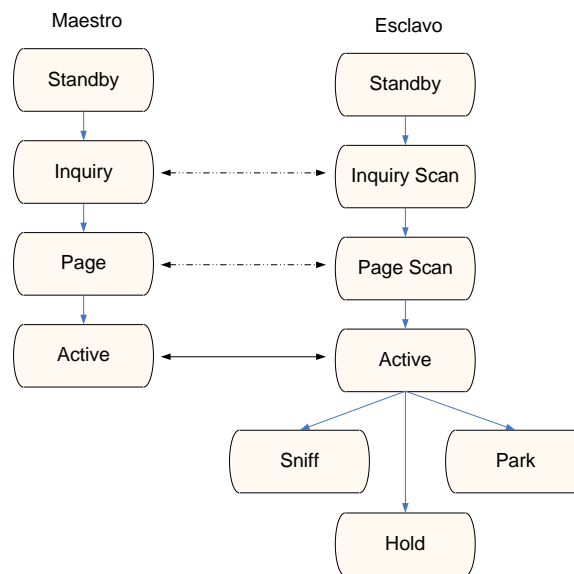 Maestro
Esclavo
Standby
Standby
Inquiry
Inquiry Scan
Page
Page Scan
Active
Active
Sniff
Park
Hold